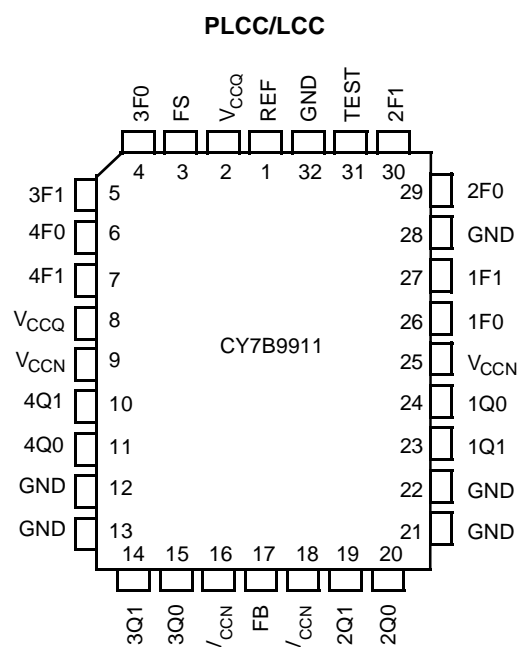 PLCC/LCC
3F0
FS
VCCQ
REF
GND
TEST
2F1
4
3
2
1
32
31
30
3F1
5
4F0
6
4F1
7
VCCQ
8
VCCN
9
4Q1
10
4Q0
11
GND
12
GND
13
CY7B9911
29
2F0
28
GND
27
1F1
26
1F0
25
VCCN
24
1Q0
23
1Q1
22
GND
21
GND
14
15
16
17
18
19
20
3Q1
3Q0
/CCN
FB
/CCN
2Q1
2Q0